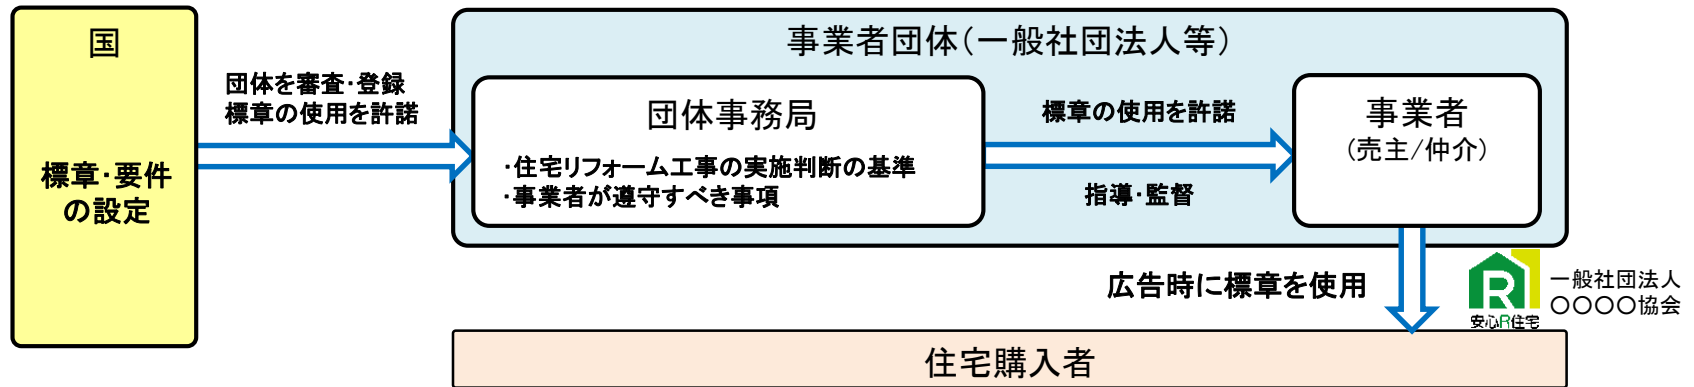 国
標章・要件
の設定
団体を審査・登録
標章の使用を許諾
事業者団体(一般社団法人等)
団体事務局
・住宅リフォーム工事の実施判断の基準
・事業者が遵守すべき事項
標章の使用を許諾
指導・監督
事業者
(売主/仲介)
広告時に標章を使用
R
安心R住宅
一般社団法人
〇〇〇〇協会
住宅購入者